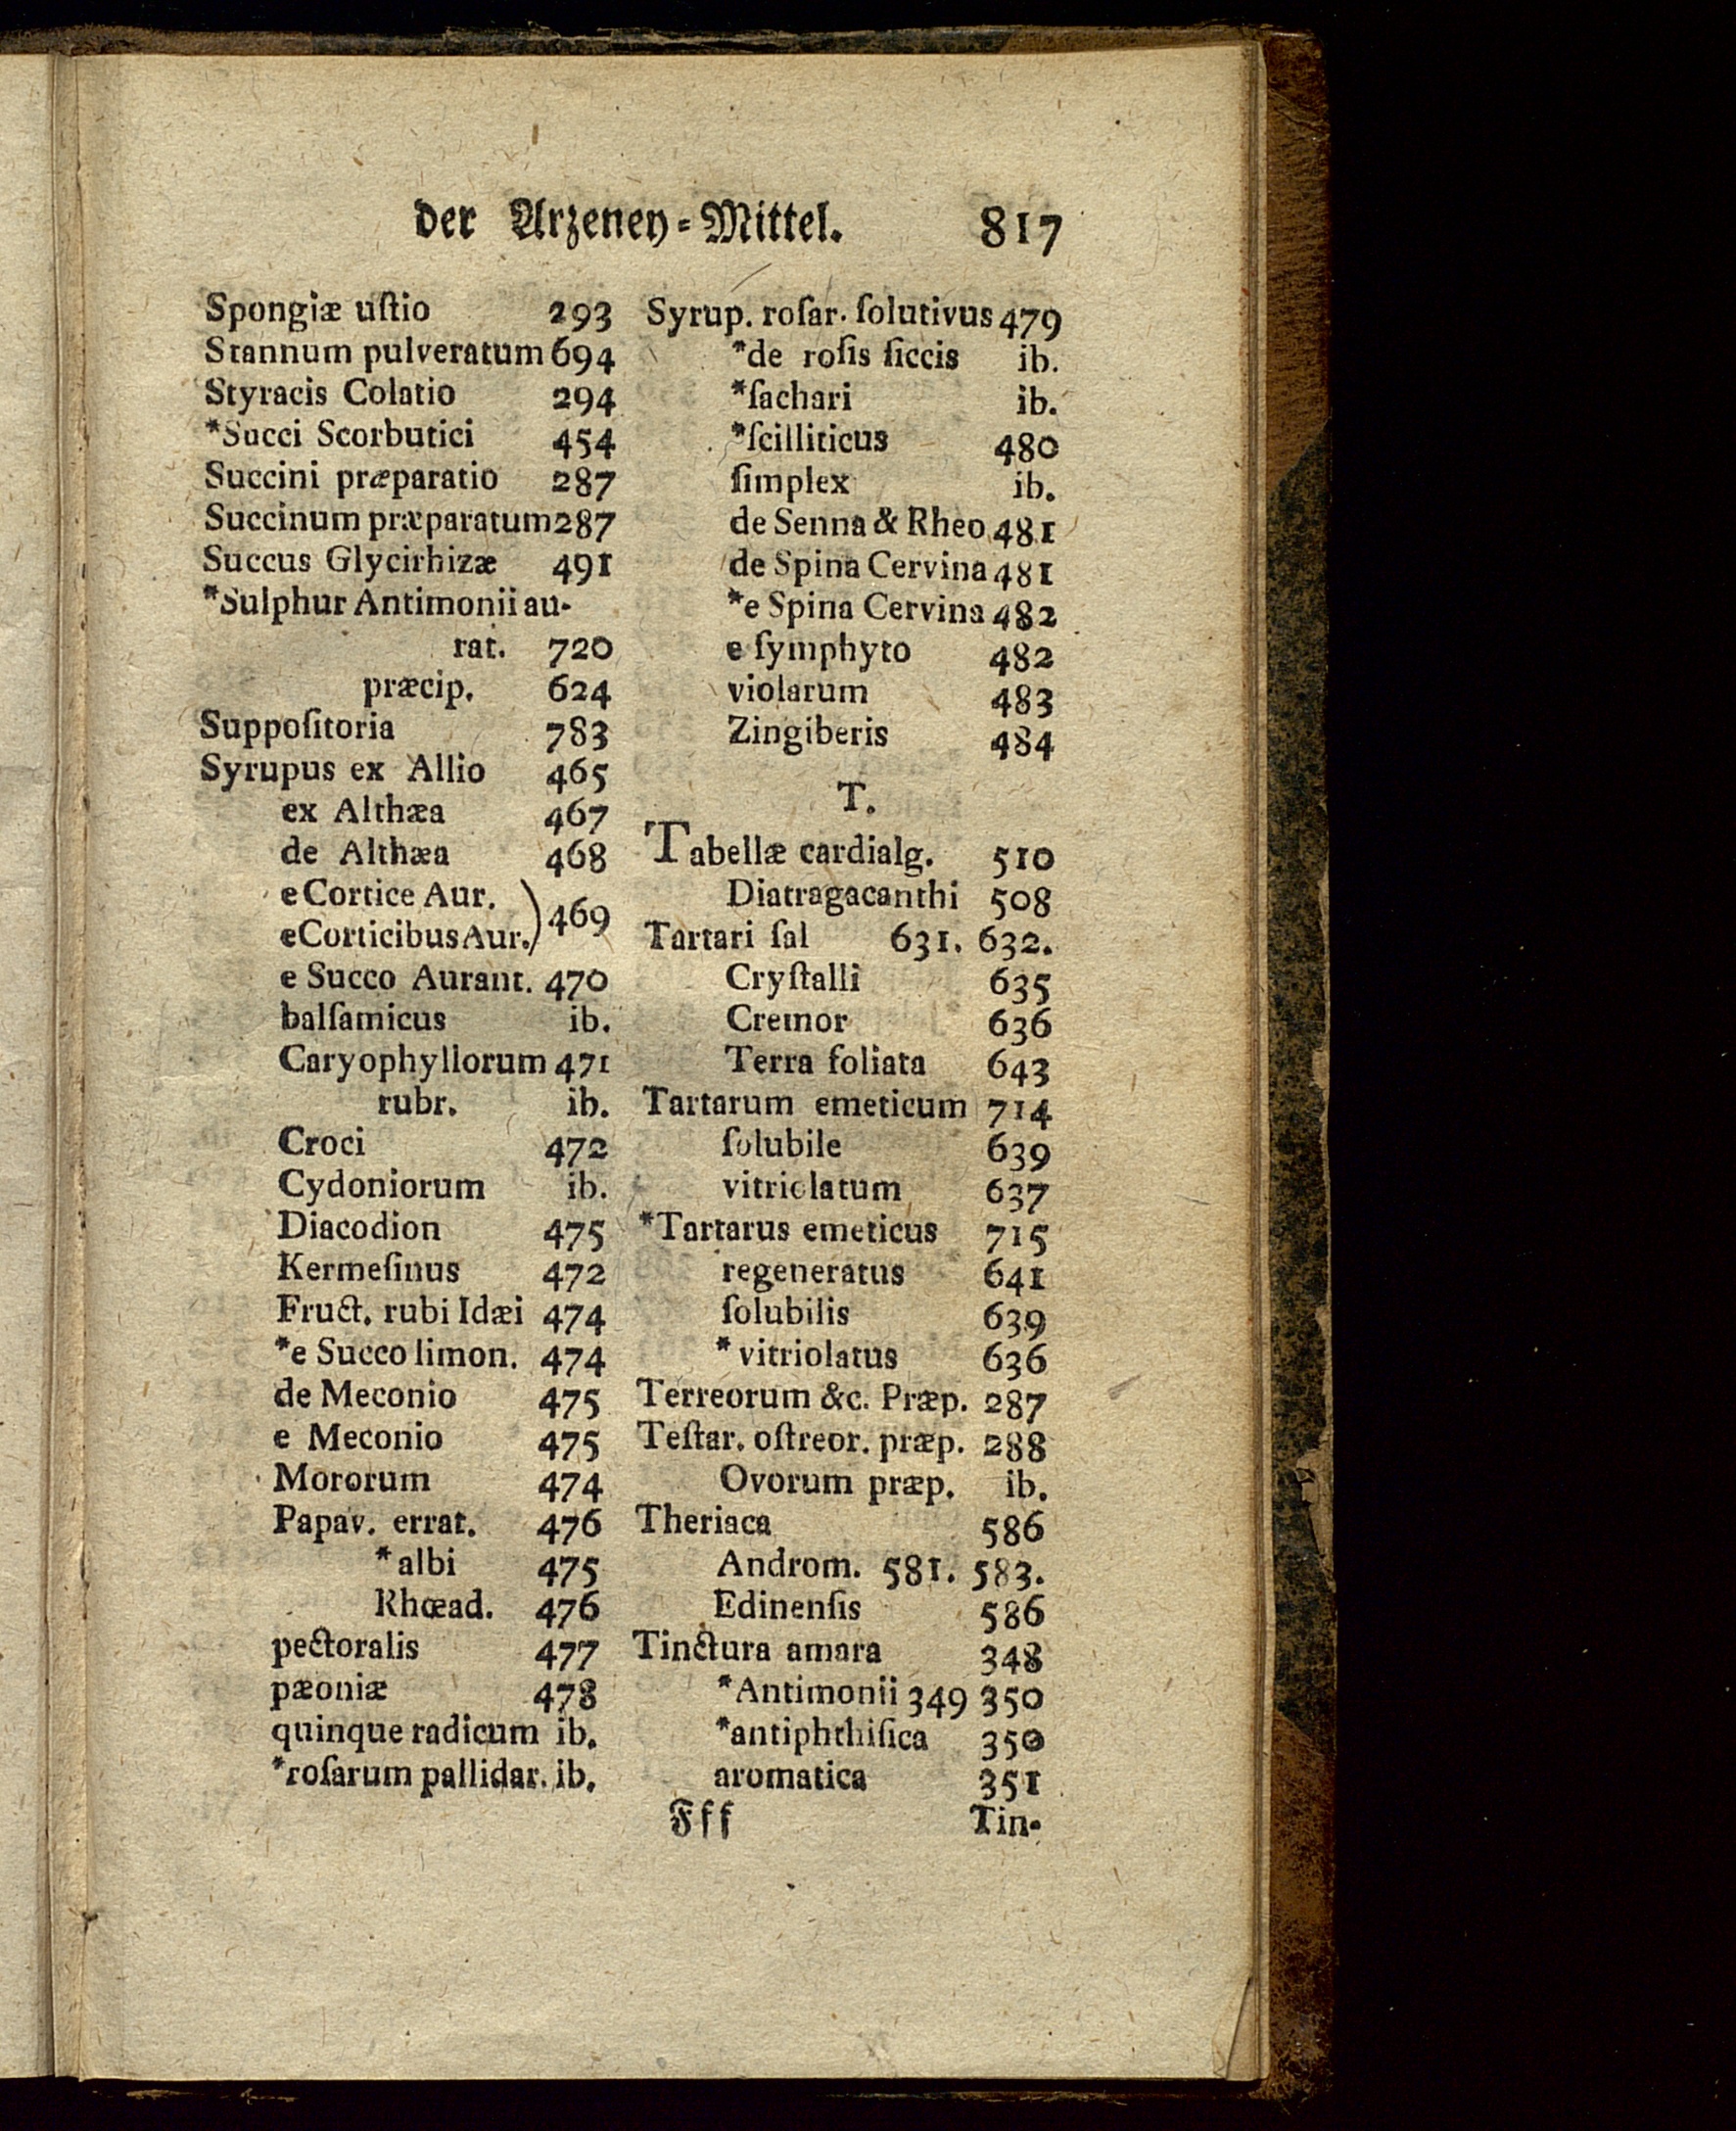 der Arzeney-Mittel. 817
Spongiæ uſtio 293
Stannum pulveratum 694
Styracis Colatio 294
*Succi Scorbutici 454
Succini præparatio 287
Succinum præparatum 287
Succus Glycirhizæ 491
*Sulphur Antimonii au-
rat. 720
præcip. 624
Suppoſitoria 783
Syrupus ex Allio 465
ex Althæa 467
de Althæa 468
e Cortice Aur.
e Corticibus Aur. ) 469
e Succo Aurant. 470
balſamicus ib.
Caryophyllorum 471
rubr. ib.
Croci 472
Cydoniorum ib.
Diacodion 475
Kermeſinus 472
Fruct. rubi Idæi 474
*e Succo limon. 474
de Meconio 475
e Meconio 475
Mororum 474
Papav. errat. 476
*albi 475
Rhœad. 476
pectoralis 477
pæoniæ 478
quinque radicum ib.
*roſarum pallidar. ib.
Syrup. roſar. ſolutivus 479
*de roſis ſiccis ib.
*ſachari ib.
*ſcilliticus 480
ſimplex ib.
de Senna & Rheo 481
de Spina Cervina 481
*e Spina Cervina 482
e ſymphyto 482
violarum 483
Zingiberis 484
T.
Tabellæ cardialg. 510
Diatragacanthi 508
Tartari ſal 631. 632.
Cryſtalli 635
Cremor 636
Terra foliata 643
Tartarum emeticum 714
ſolubile 639
vitriolatum 637
*Tartarus emeticus 715
regeneratus 641
ſolubilis 639
*vitriolatus 636
Terreorum &c. Præp. 287
Teſtar. oſtreor. præp. 288
Ovorum præp. ib.
Theriaca 586
Androm. 581. 583.
Edinenſis 586
Tinctura amara 348
*Antimonii 349 350
*antiphthiſica 350
aromatica 351
Fff Tin-